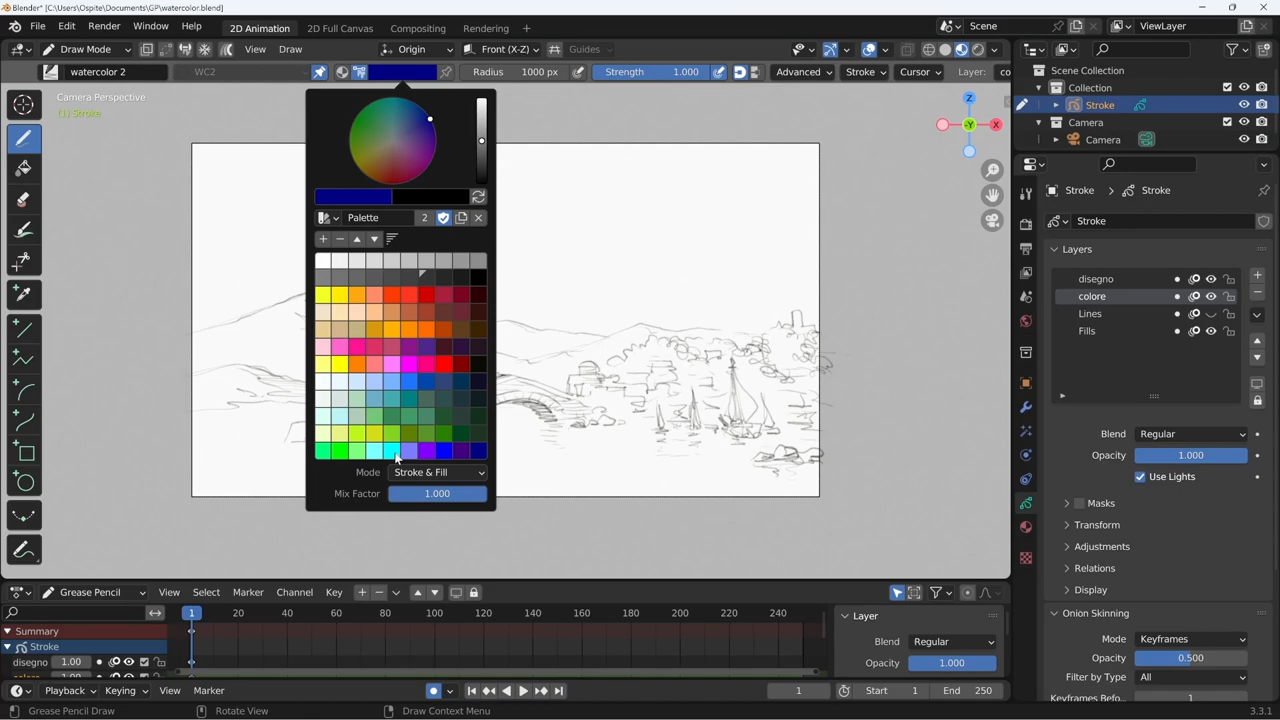 Blender* [C:\Users\Ospite\Documents\GP\watercolor.blend]
File Edit Render Window Help 2D Animation 2D Full Canvas Compositing Rendering + Scene ViewLayer
Draw Mode View Draw Origin Front (X-Z) Guides
watercolor 2 WC2 Radius 1000 px Strength 1.000 Advanced Stroke Cursor Layer: co
Camera Perspective
(1) Stroke
Z
-Y
X
Palette 2
Mode Stroke & Fill
Mix Factor 1.000
Scene Collection
Collection
Stroke
Camera
Camera
Stroke Stroke
Stroke
Layers
disegno
colore
Lines
Fills
Blend Regular
Opacity 1.000
Use Lights
Masks
Transform
Adjustments
Relations
Display
Onion Skinning
Mode Keyframes
Opacity 0.500
Filter by Type All
Keyframes Befo... 1
Grease Pencil View Select Marker Channel Key
1 20 40 60 80 100 120 140 160 180 200 220 240
Summary
Stroke
disegno 1.00
Layer
Blend Regular
Opacity 1.000
Playback Keying View Marker 1 Start 1 End 250
Grease Pencil Draw Rotate View Draw Context Menu 3.3.1